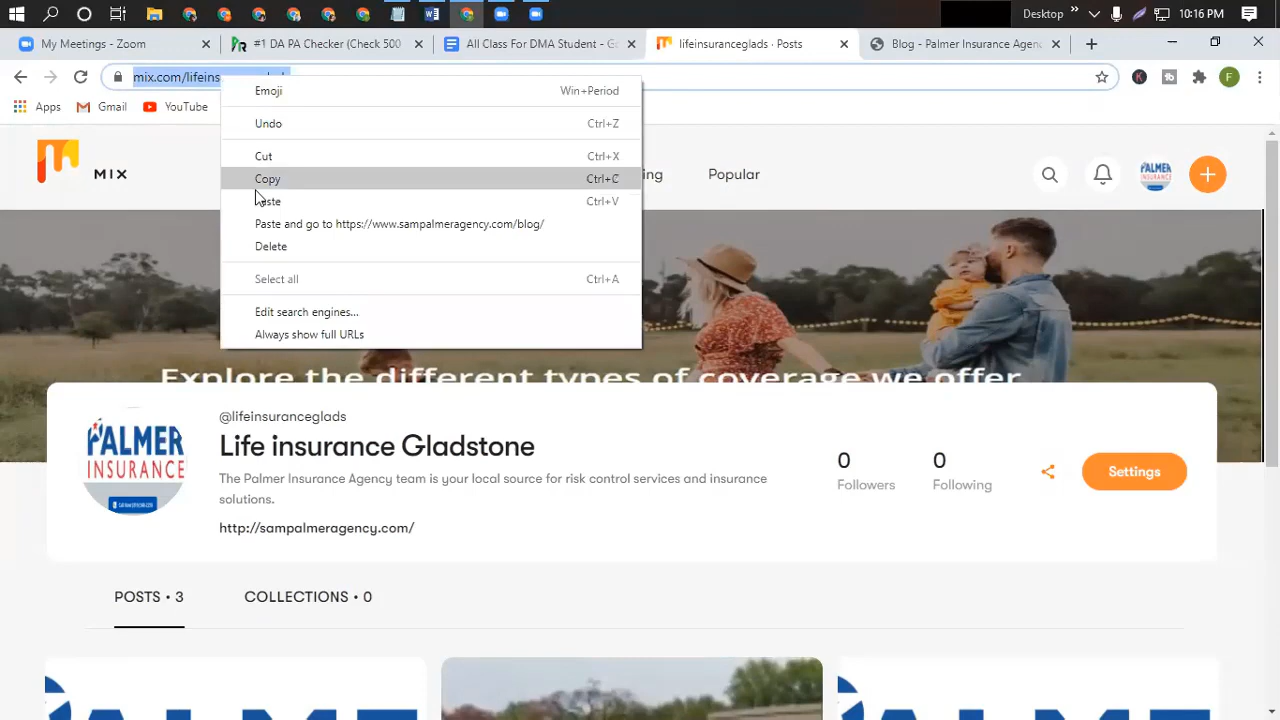 Desktop
10:16 PM
My Meetings - Zoom
#1 DA PA Checker (Check 500
All Class For DMA Student - Go
lifeinsuranceglads · Posts
Blog - Palmer Insurance Agen
mix.com/lifeins
Apps
Gmail
YouTube
Emoji Win+Period
Undo Ctrl+Z
Cut Ctrl+X
Copy Ctrl+C
Ctrl+V
Paste and go to https://www.sampalmeragency.com/blog/
Delete
Select all Ctrl+A
Edit search engines...
Always show full URLs
MIX
Popular
Explore the different types of coverage we offer
PALMER
INSURANCE
@lifeinsuranceglads
Life insurance Gladstone
The Palmer Insurance Agency team is your local source for risk control services and insurance
solutions.
http://sampalmeragency.com/
0
Followers
0
Following
Settings
POSTS • 3
COLLECTIONS • 0